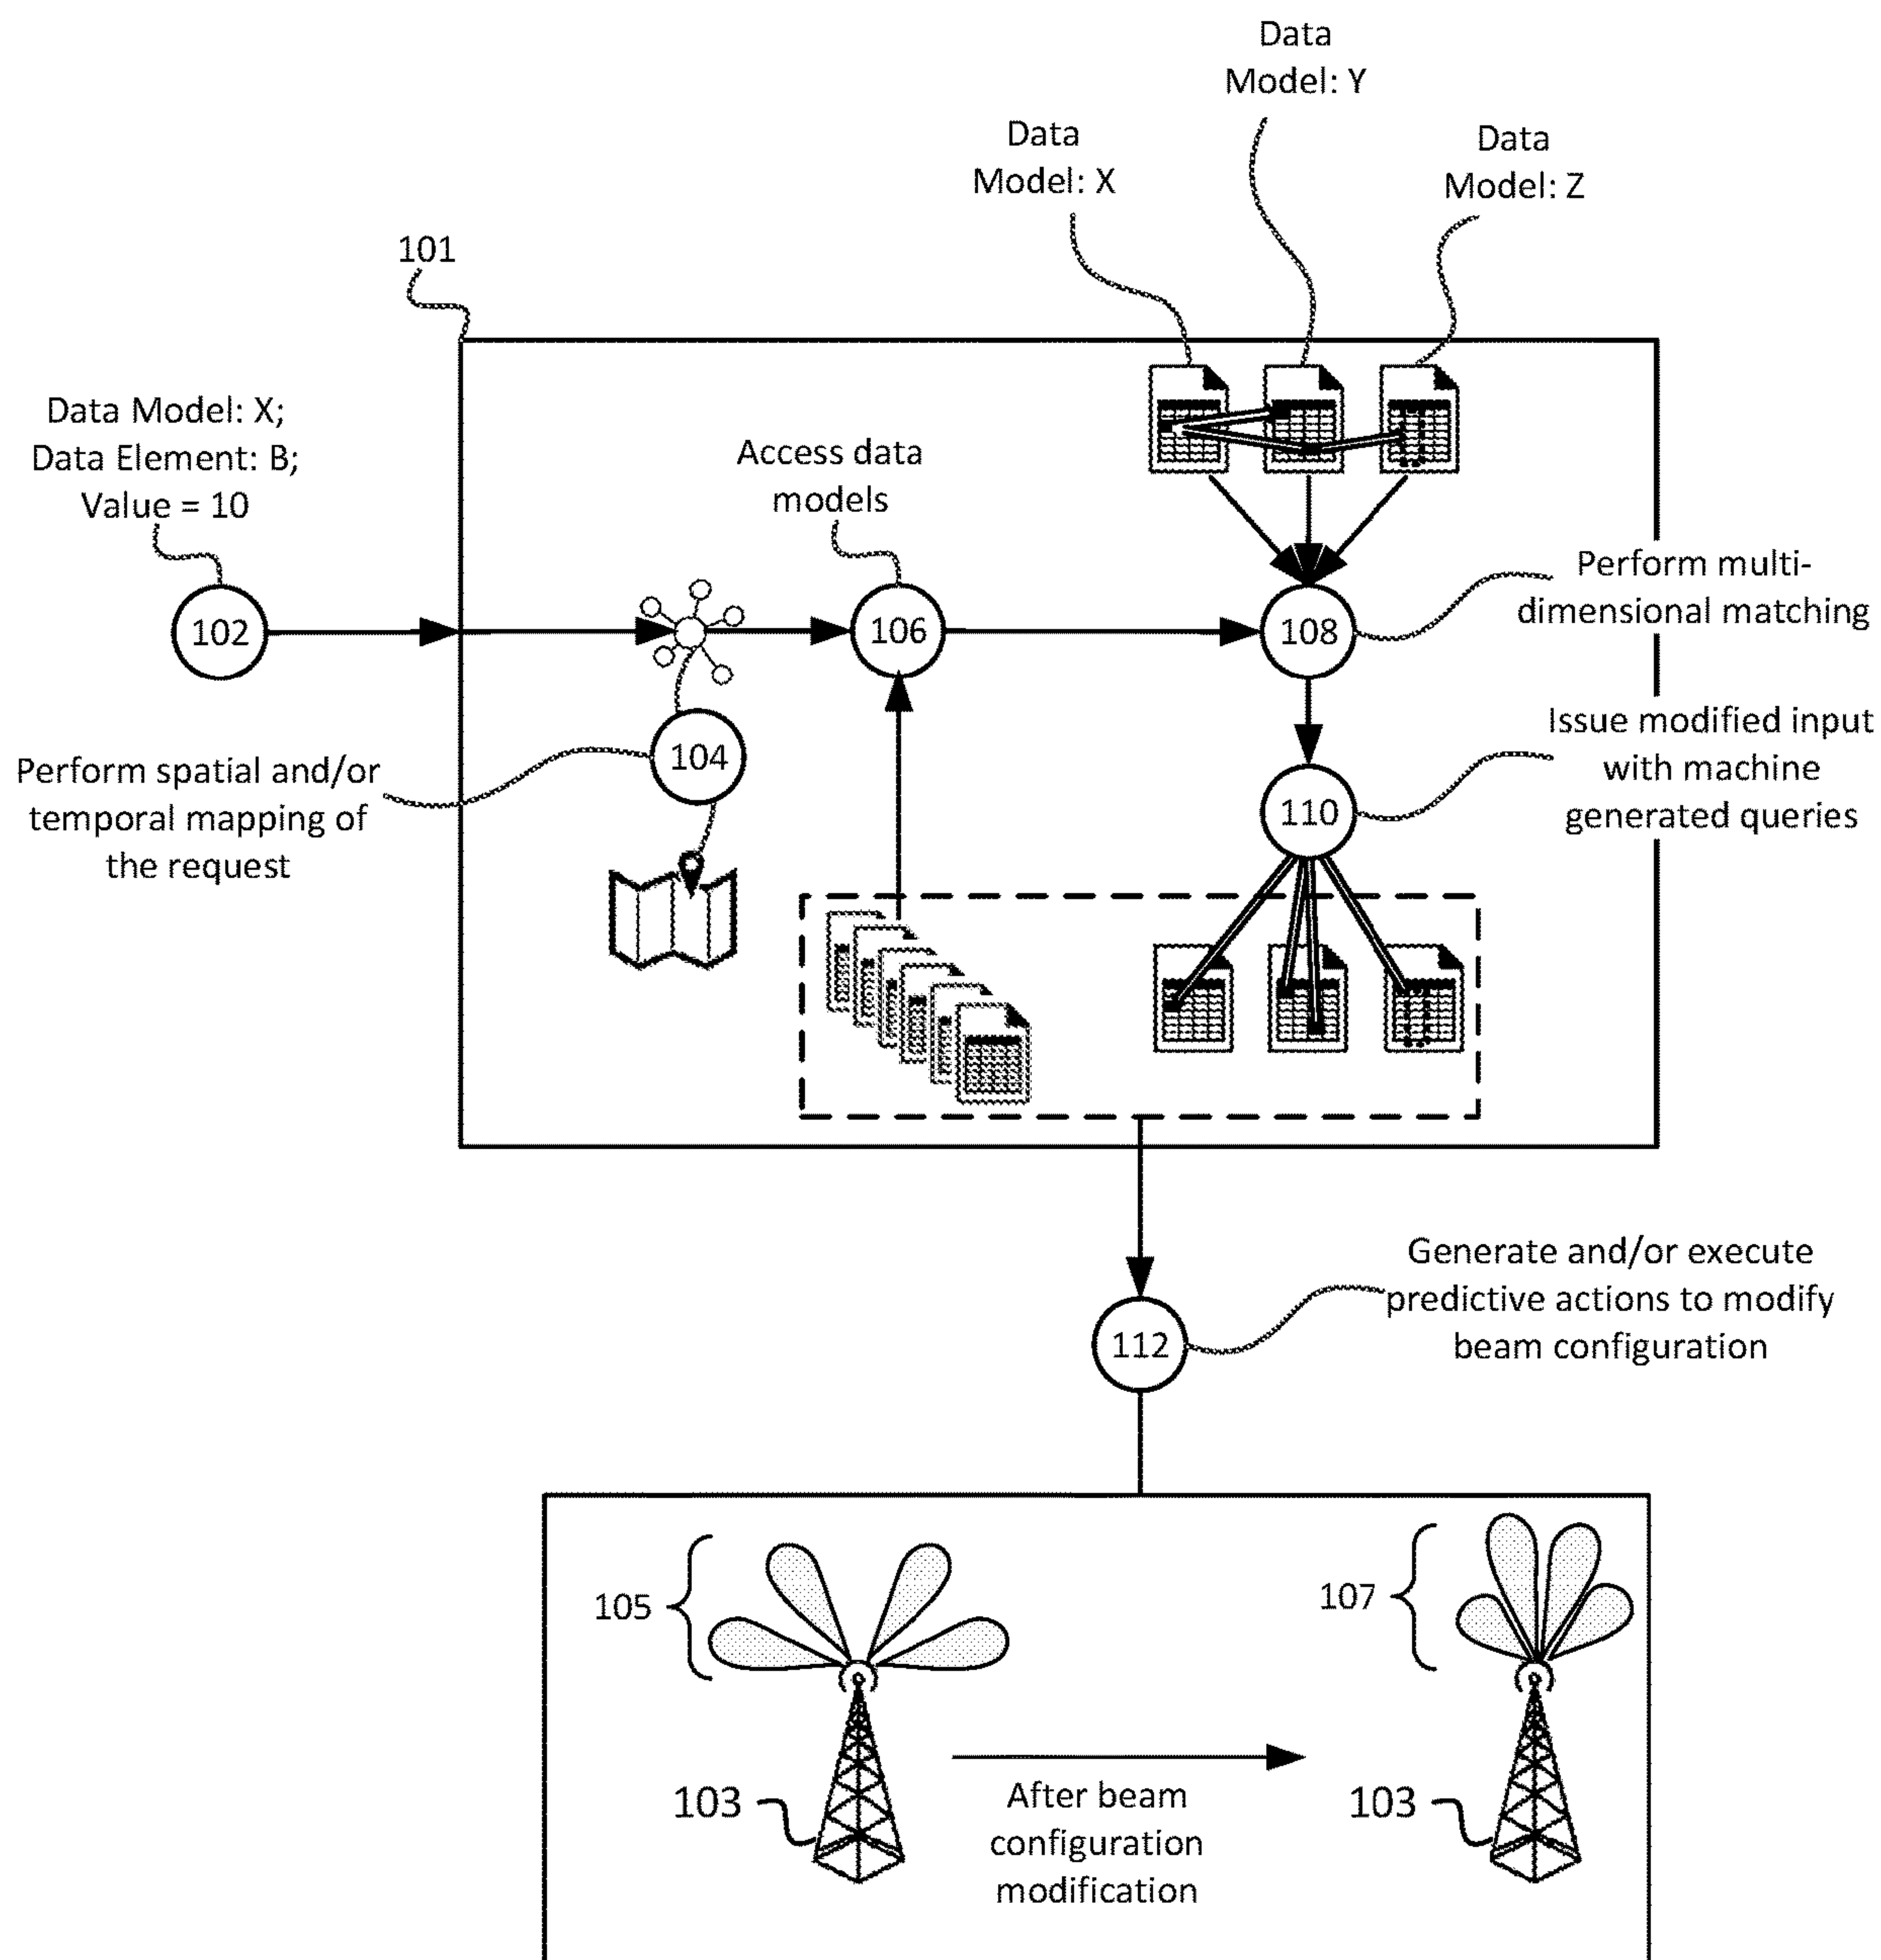 Data
Model: Y
Data
Model: X
Data
Model: Z
101
Data Model: X;
Data Element: B;
Value = 10
Access data
models
102
106
108
Perform multi-
dimensional matching
104
Perform spatial and/or
temporal mapping of
the request
110
Issue modified input
with machine
generated queries
112
Generate and/or execute
predictive actions to modify
beam configuration
105
107
103
After beam
configuration
modification
103